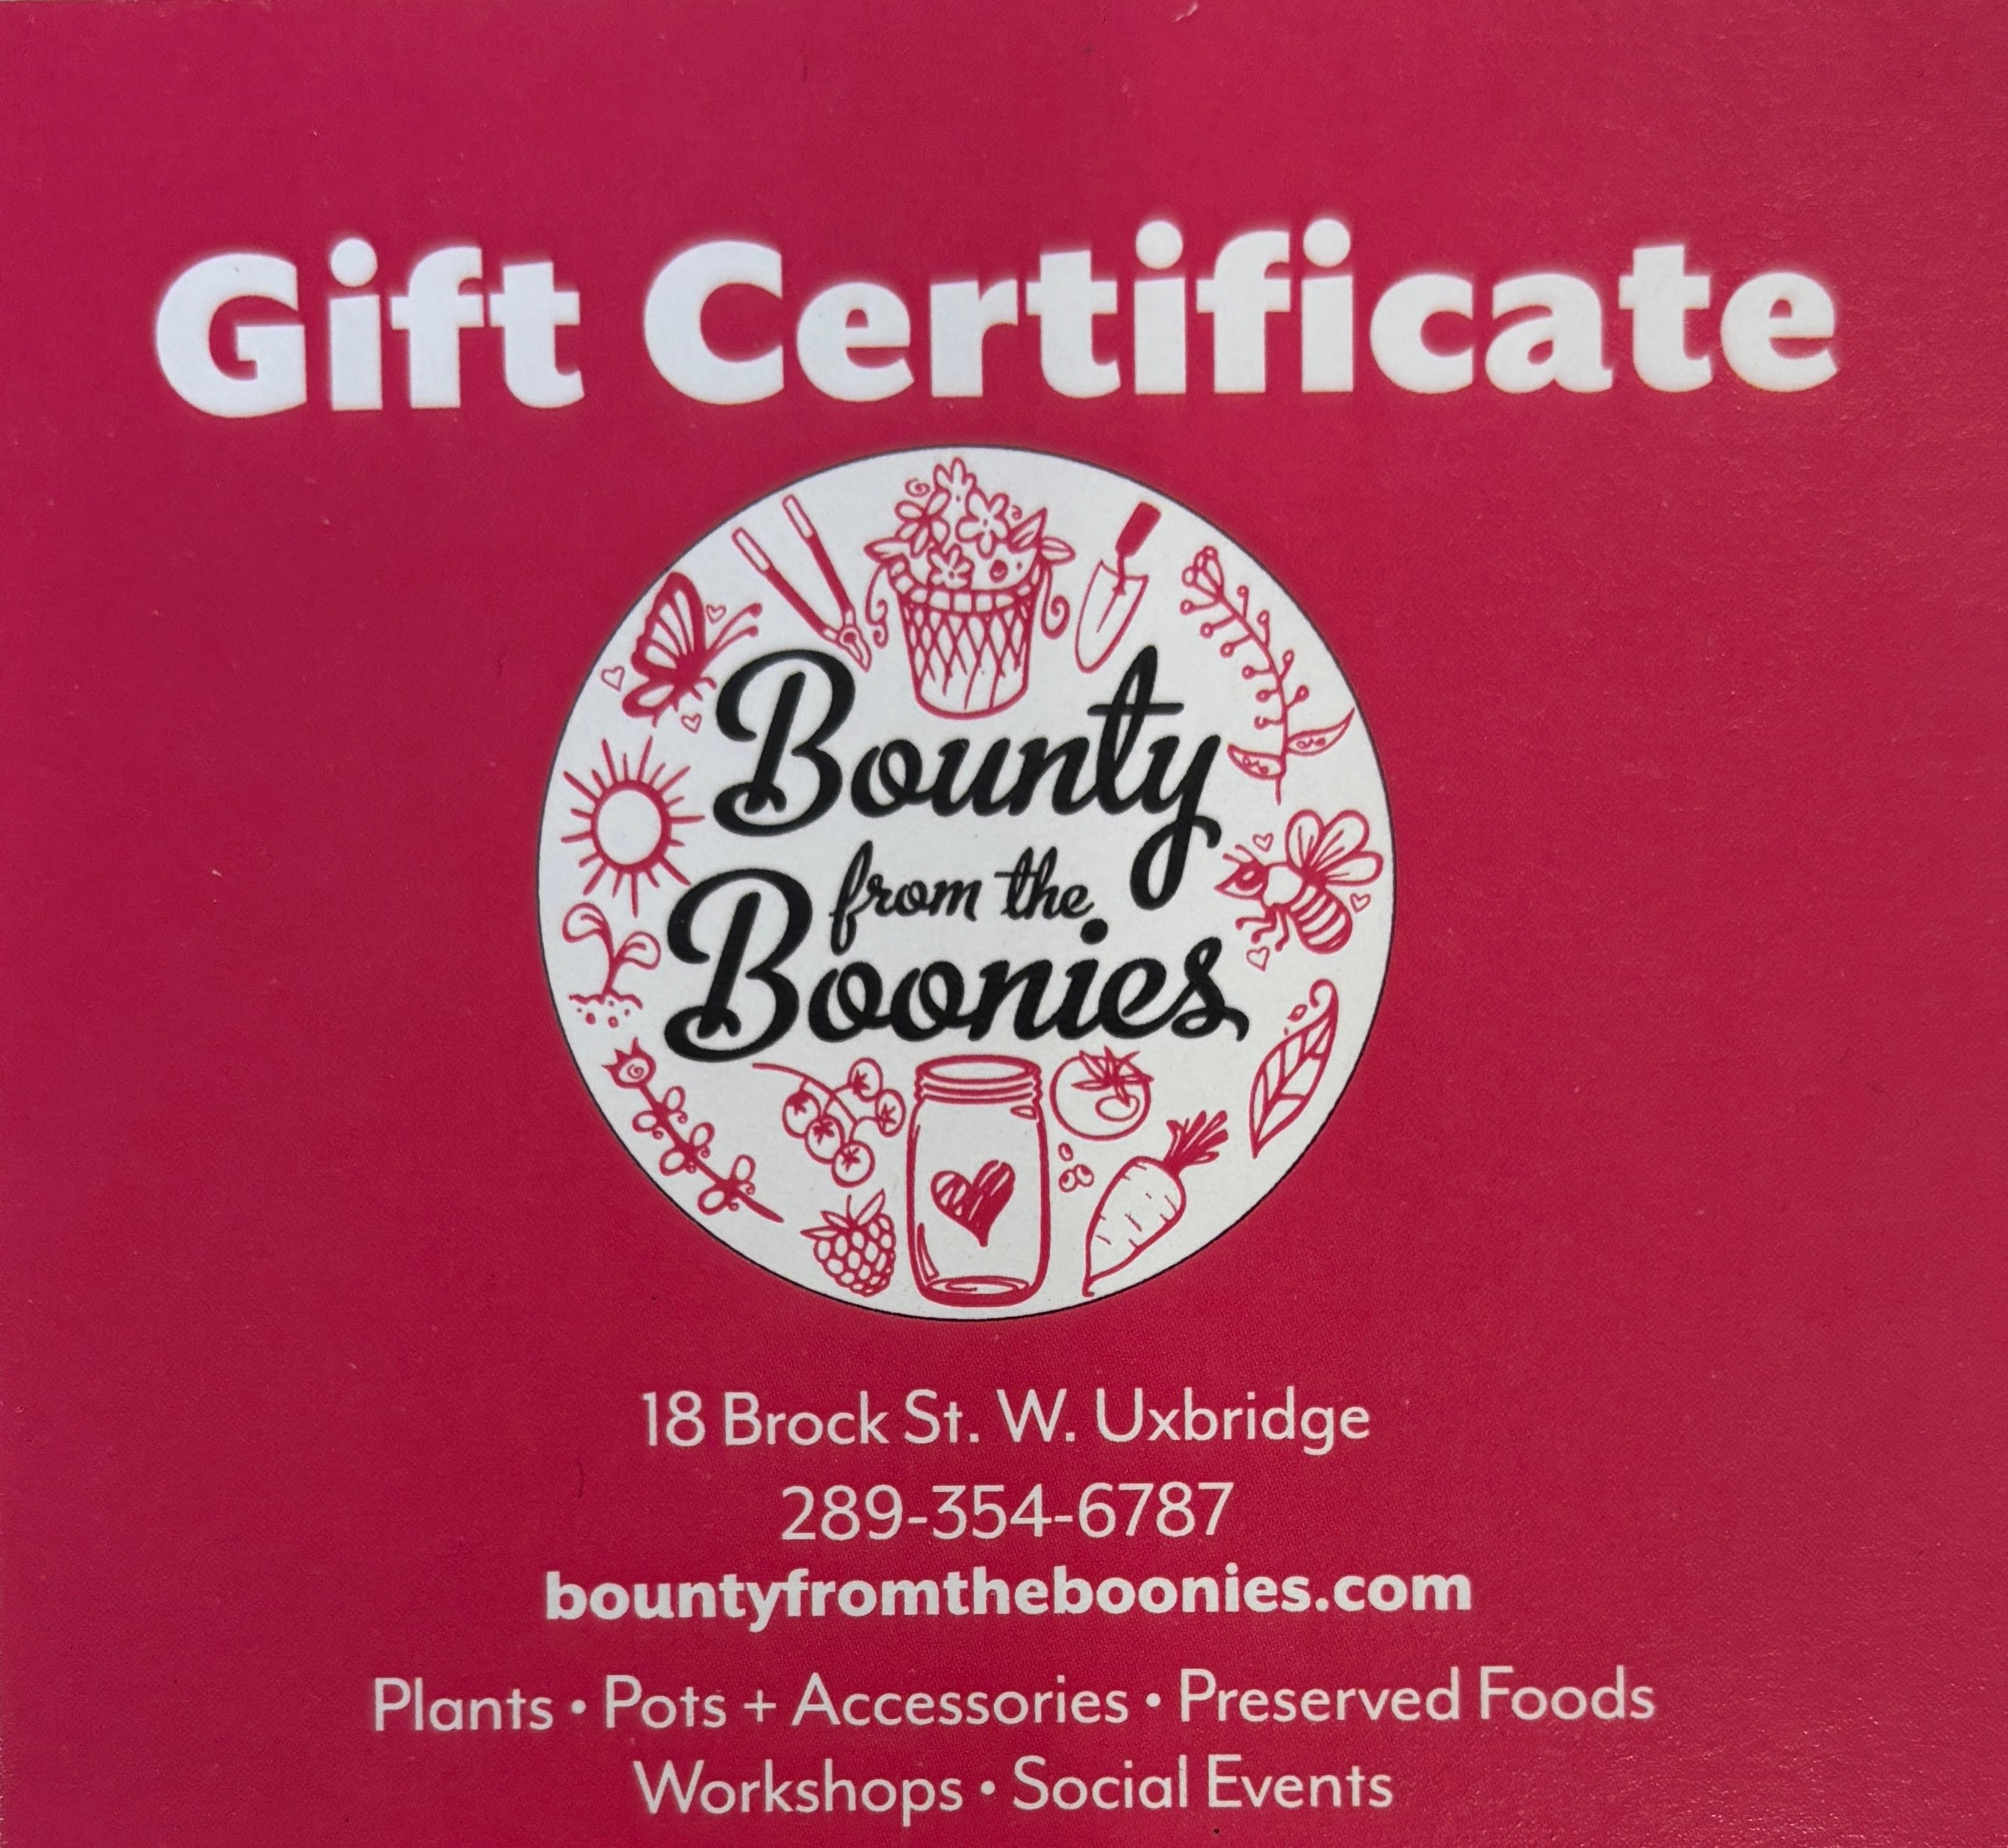 Gift Certificate
Bounty
from the
Boonies
18 Brock St. W. Uxbridge
289-354-6787
bountyfromtheboonies.com
Plants • Pots + Accessories • Preserved Foods
Workshops • Social Events